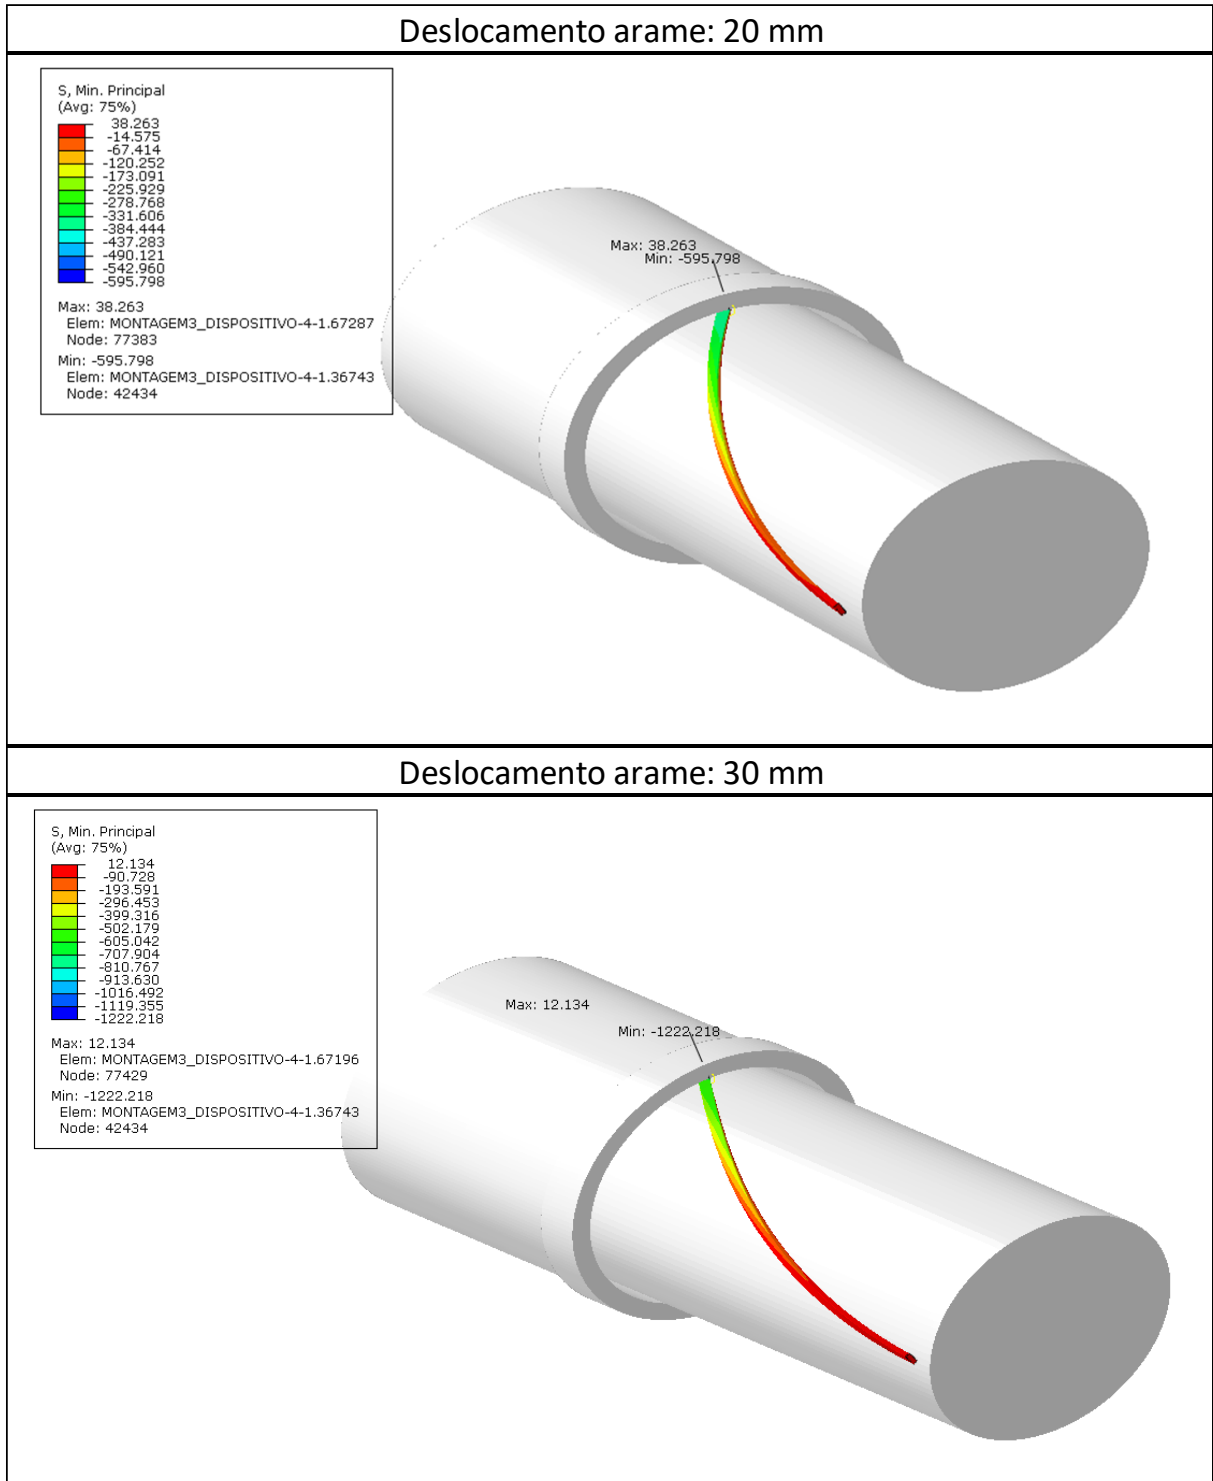 Deslocamento arame: 20 mm
S, Min. Principal
(Avg: 75%)
38.263
-14.575
-67.414
-120.252
-173.091
-225.929
-278.768
-331.606
-384.444
-437.283
-490.121
-542.960
-595.798
Max: 38.263
Elem: MONTAGEM3_DISPOSITIVO-4-1.67287
Node: 77383
Min: -595.798
Elem: MONTAGEM3_DISPOSITIVO-4-1.36743
Node: 42434
Max: 38.263
Min: -595.798
Deslocamento arame: 30 mm
S, Min. Principal
(Avg: 75%)
12.134
-90.728
-193.591
-296.453
-399.316
-502.179
-605.042
-707.904
-810.767
-913.630
-1016.492
-1119.355
-1222.218
Max: 12.134
Elem: MONTAGEM3_DISPOSITIVO-4-1.67196
Node: 77429
Min: -1222.218
Elem: MONTAGEM3_DISPOSITIVO-4-1.36743
Node: 42434
Max: 12.134
Min: -1222.218